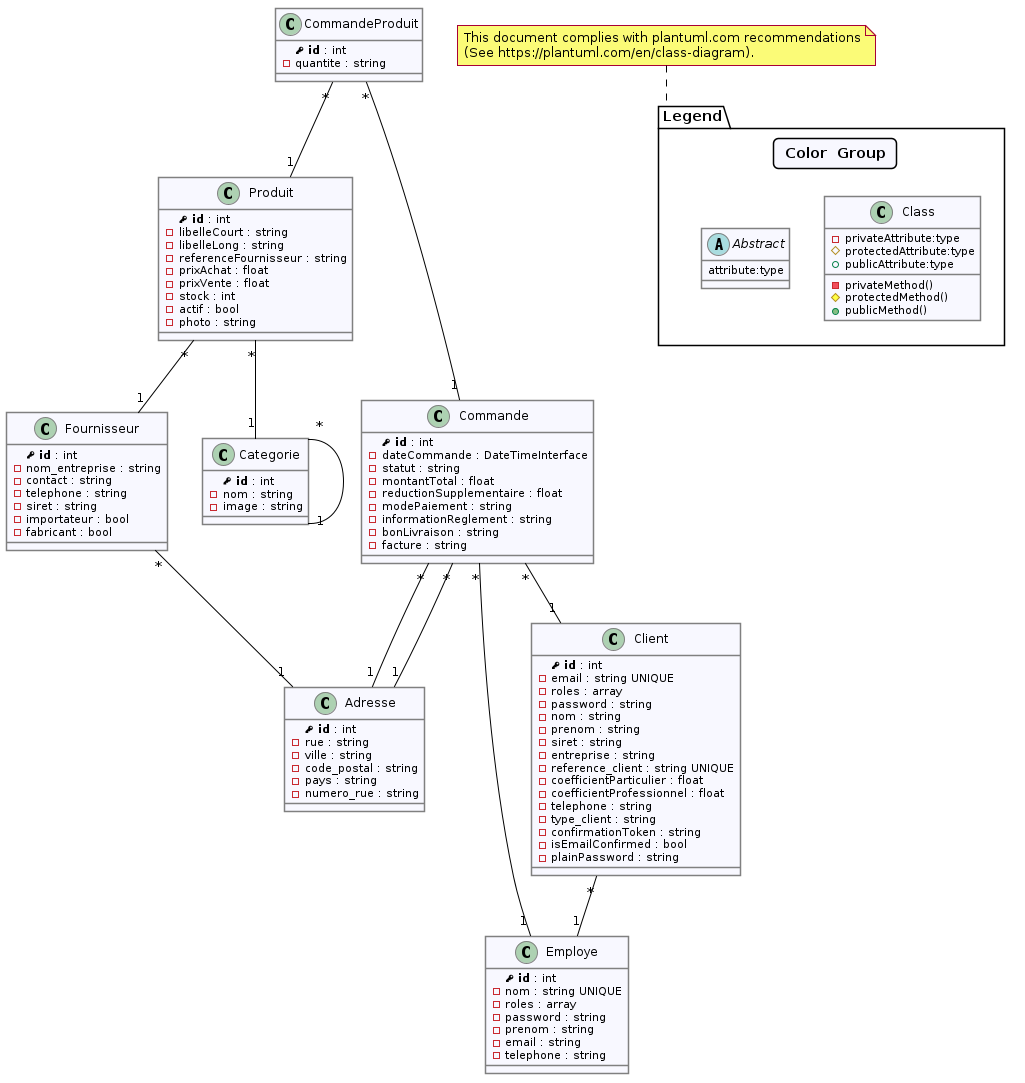 C CommandeProduit
id : int
quantite : string
This document complies with plantuml.com recommendations
(See https://plantuml.com/en/class-diagram).
* *
Legend
Color Group
C Class
privateAttribute:type
protectedAttribute:type
publicAttribute:type
privateMethod()
protectedMethod()
publicMethod()
A Abstract
attribute:type
1
C Produit
id : int
libelleCourt : string
libelleLong : string
referenceFournisseur : string
prixAchat : float
prixVente : float
stock : int
actif : bool
photo : string
* *
1 1 * 1
C Fournisseur
id : int
nom_entreprise : string
contact : string
telephone : string
siret : string
importateur : bool
fabricant : bool
C Categorie
id : int
nom : string
image : string
1
C Commande
id : int
dateCommande : DateTimeInterface
statut : string
montantTotal : float
reductionSupplementaire : float
modePaiement : string
informationReglement : string
bonLivraison : string
facture : string
* * * * *
1 1 1 1
C Adresse
id : int
rue : string
ville : string
code_postal : string
pays : string
numero_rue : string
C Client
id : int
email : string UNIQUE
roles : array
password : string
nom : string
prenom : string
siret : string
entreprise : string
reference_client : string UNIQUE
coefficientParticulier : float
coefficientProfessionnel : float
telephone : string
type_client : string
confirmationToken : string
isEmailConfirmed : bool
plainPassword : string
*
1 1
C Employe
id : int
nom : string UNIQUE
roles : array
password : string
prenom : string
email : string
telephone : string